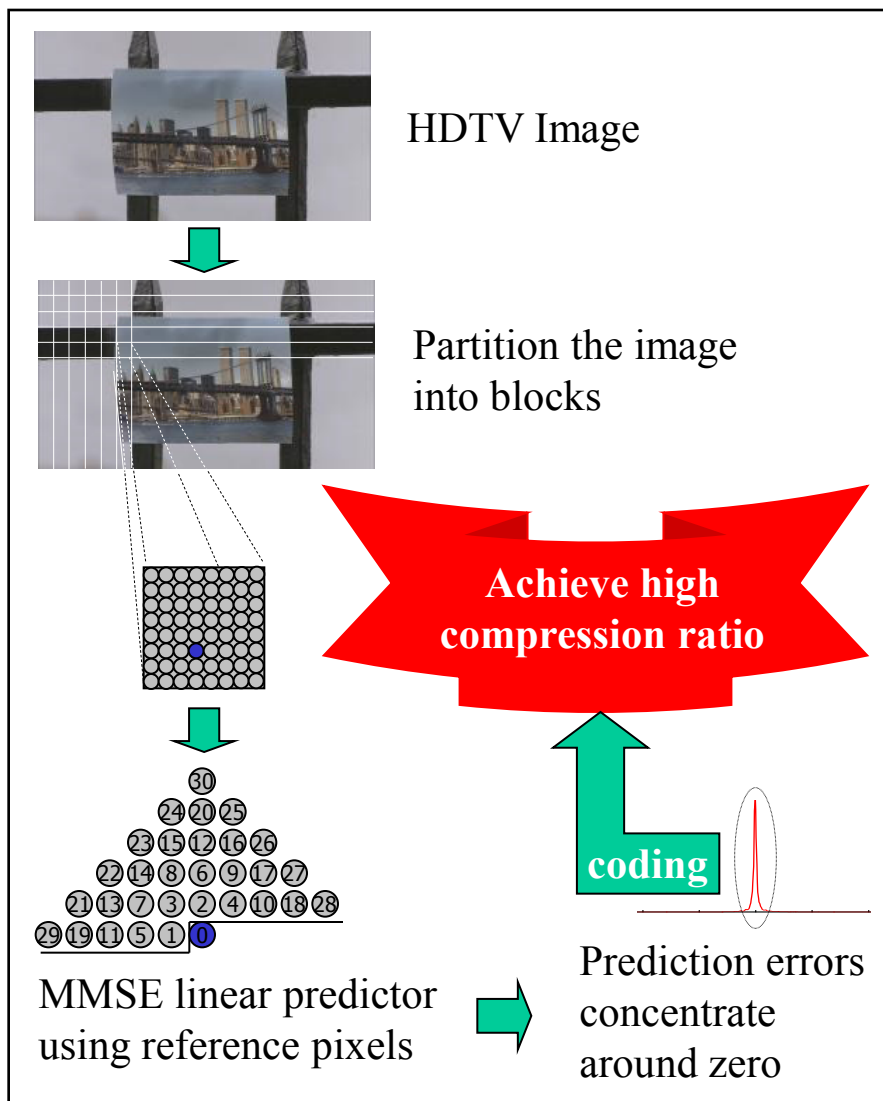 HDTV Image
Partition the image
into blocks
Achieve high
compression ratio
30
24 20 25
23 15 12 16 26
22 14 8 6 9 17 27
21 13 7 3 2 4 10 18 28
29 19 11 5 1 0
coding
MMSE linear predictor
using reference pixels
Prediction errors
concentrate
around zero